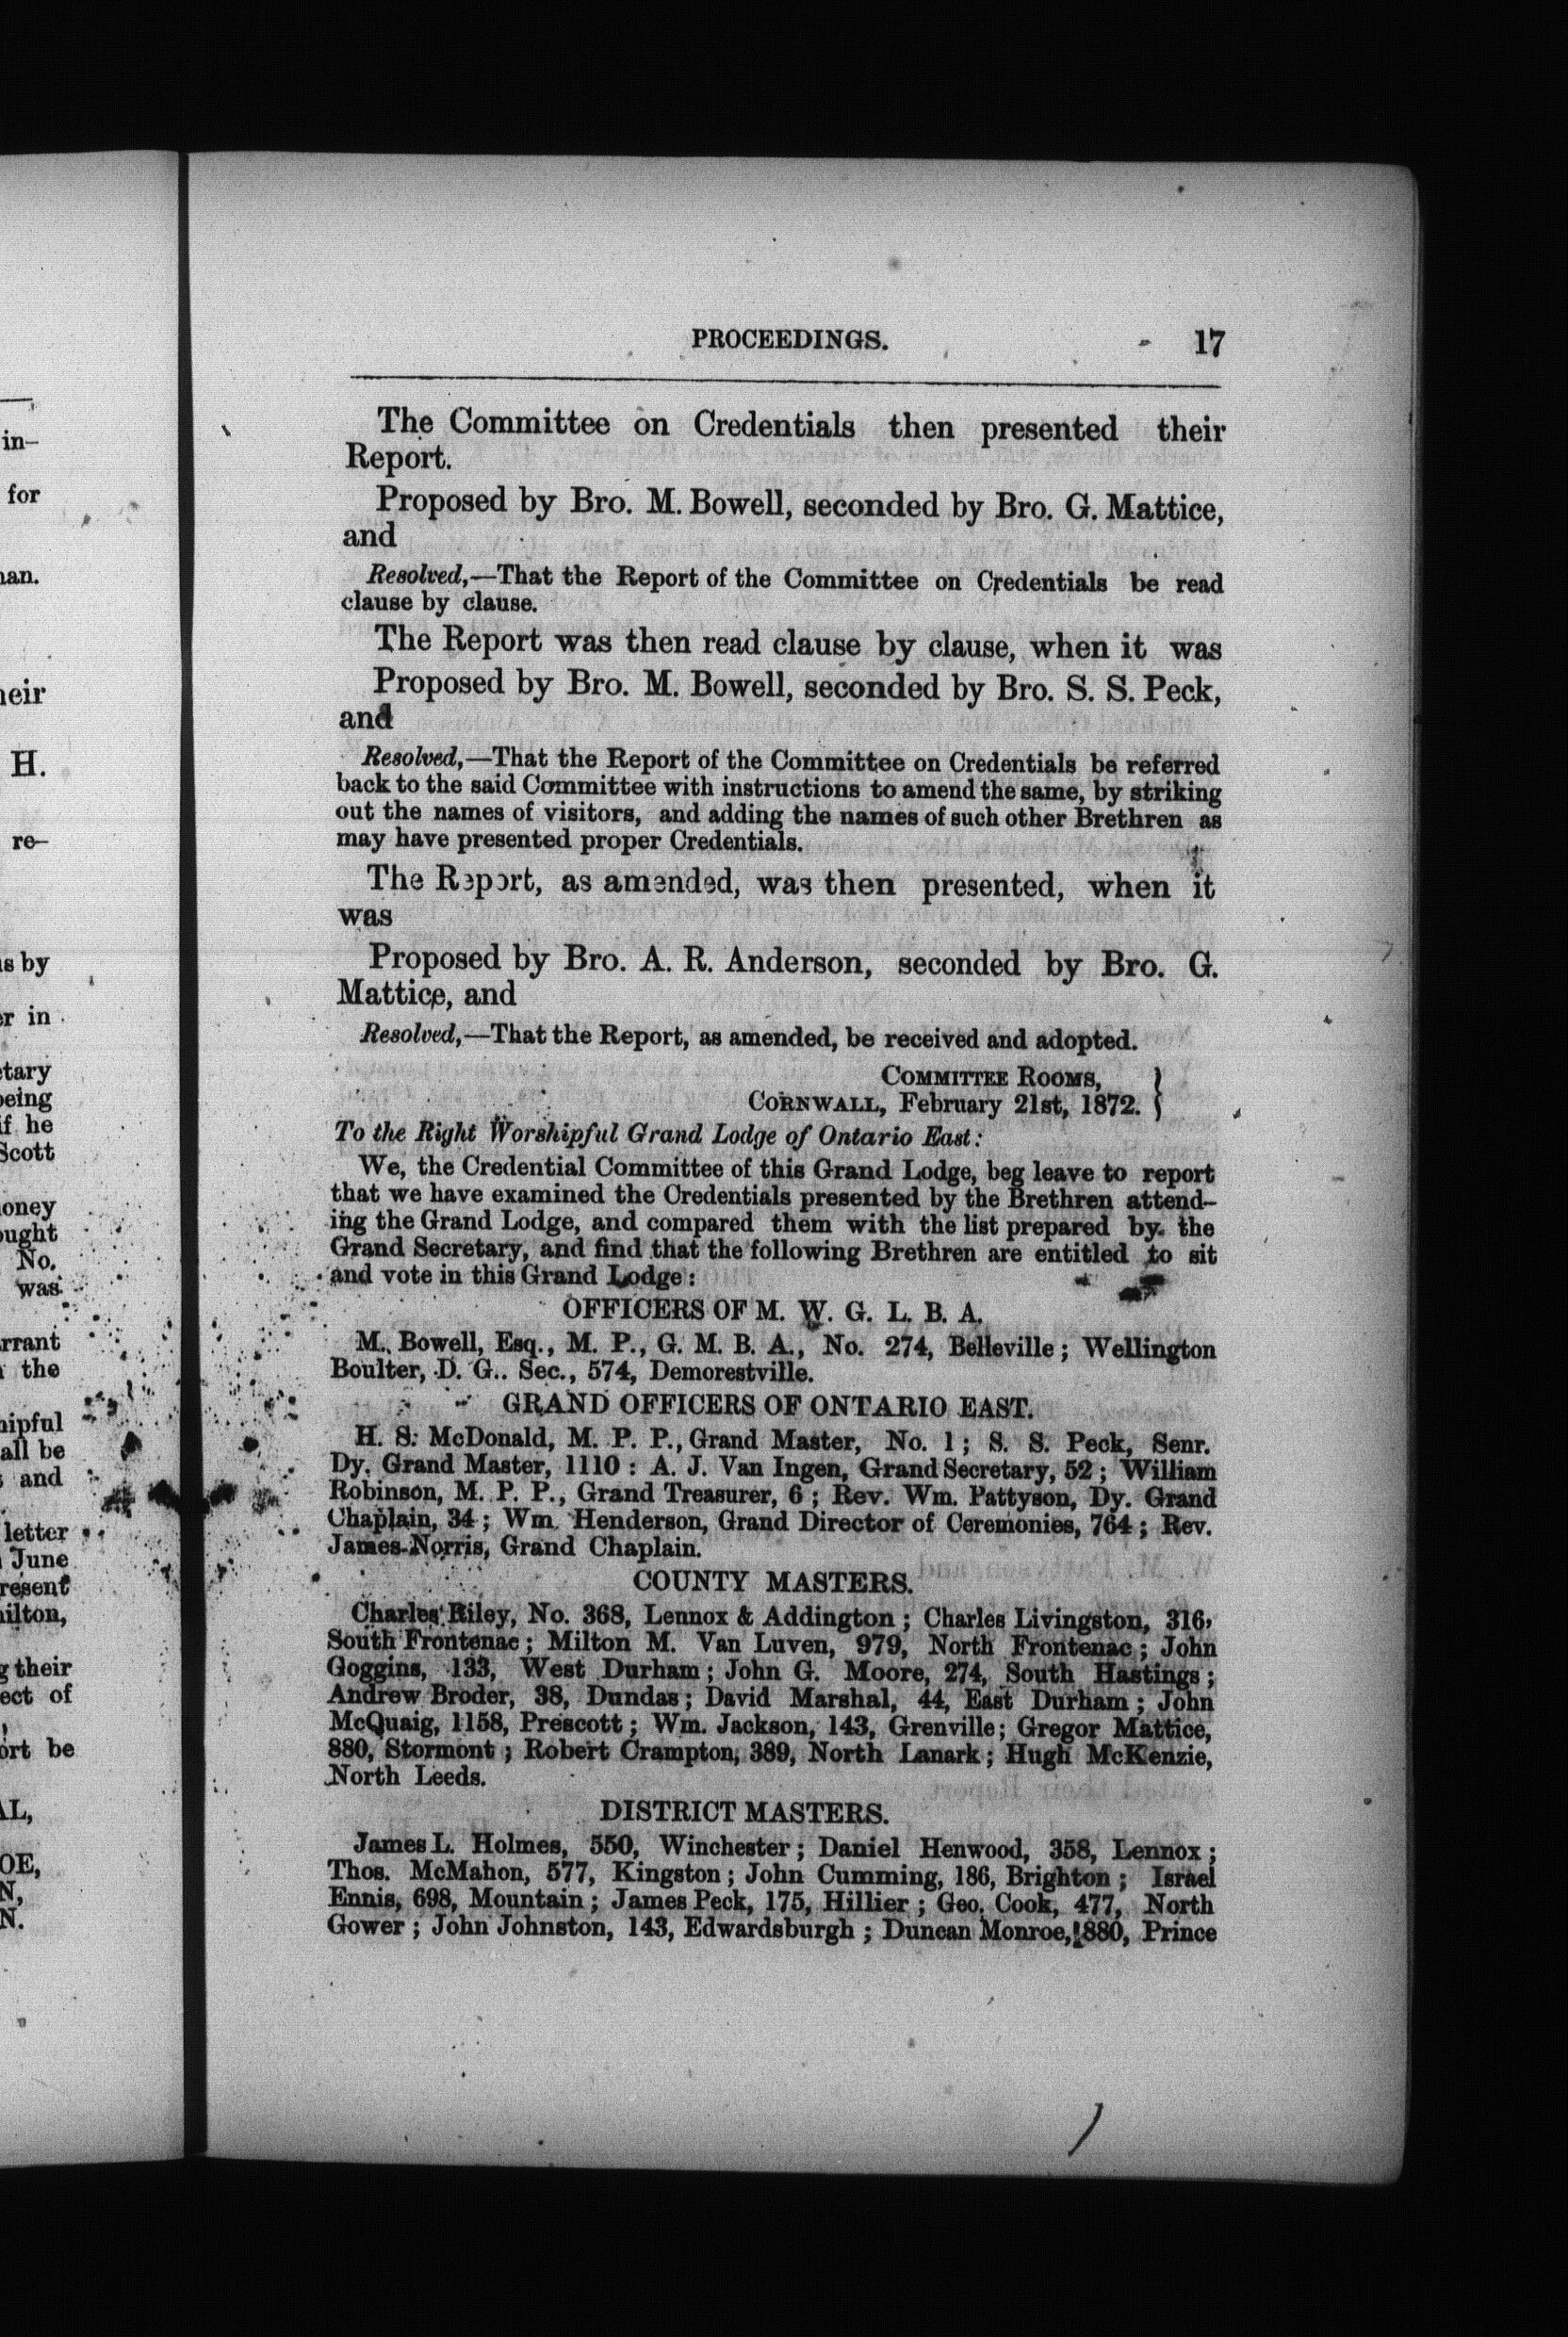 PROCEEDINGS. 17
The Committee on Credentials then presented their
Report.
Proposed by Bro. M. Bowell, seconded by Bro. G. Mattice,
and
Resolved,—That the Report of the Committee on Credentials be read
clause by clause.
The Report was then read clause by clause, when it was
Proposed by Bro. M. Bowell, seconded by Bro. S. S. Peck,
and
Resolved,—That the Report of the Committee on Credentials be referred
back to the said Committee with instructions to amend the same, by striking
out the names of visitors, and adding the names of such other Brethren as
may have presented proper Credentials.
The Report, as amended, was then presented, when it
was
Proposed by Bro. A. R. Anderson, seconded by Bro. G.
Mattice, and
Resolved,—That the Report, as amended, be received and adopted.
COMMITTEE ROOMS,
CORNWALL, February 21st, 1872. }
To the Right Worshipful Grand Lodge of Ontario East:
We, the Credential Committee of this Grand Lodge, beg leave to report
that we have examined the Credentials presented by the Brethren attend-
ing the Grand Lodge, and compared them with the list prepared by the
Grand Secretary, and find that the following Brethren are entitled to sit
and vote in this Grand Lodge:
OFFICERS OF M. W. G. L. B. A.
M. Bowell, Esq., M. P., G. M. B. A., No. 274, Belleville; Wellington
Boulter, D. G.. Sec., 574, Demorestville.
GRAND OFFICERS OF ONTARIO EAST.
H. S. McDonald, M. P. P., Grand Master, No. 1; S. S. Peck, Senr.
Dy. Grand Master, 1110: A. J. Van Ingen, Grand Secretary, 52; William
Robinson, M. P. P., Grand Treasurer, 6; Rev. Wm. Pattyson, Dy. Grand
Chaplain, 34; Wm. Henderson, Grand Director of Ceremonies, 764; Rev.
James Norris, Grand Chaplain.
COUNTY MASTERS.
Charles Riley, No. 368, Lennox & Addington; Charles Livingston, 316,
South Frontenac; Milton M. Van Luven, 979, North Frontenac; John
Goggins, 133, West Durham; John G. Moore, 274, South Hastings;
Andrew Broder, 38, Dundas; David Marshal, 44, East Durham; John
McQuaig, 1158, Prescott; Wm. Jackson, 143, Grenville; Gregor Mattice,
880, Stormont; Robert Crampton, 389, North Lanark; Hugh McKenzie,
North Leeds.
DISTRICT MASTERS.
James L. Holmes, 550, Winchester; Daniel Henwood, 358, Lennox;
Thos. McMahon, 577, Kingston; John Cumming, 186, Brighton; Israel
Ennis, 698, Mountain; James Peck, 175, Hillier; Geo. Cook, 477, North
Gower; John Johnston, 143, Edwardsburgh; Duncan Monroe, 880, Prince